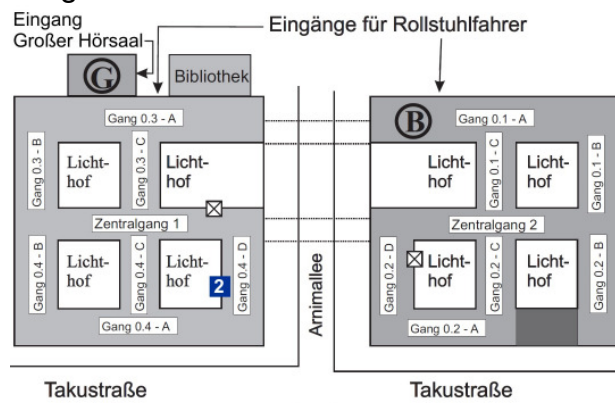 Eingang
Großer Hörsaal
Eingänge für Rollstuhlfahrer
G
Bibliothek
Gang 0.3 - A
Gang 0.3 - B
Licht-
hof
Gang 0.3 - C
Licht-
hof
Zentralgang 1
Gang 0.4 - B
Licht-
hof
Gang 0.4 - C
Licht-
hof
2
Gang 0.4 - D
Gang 0.4 - A
Arnimallee
B
Gang 0.1 - A
Licht-
hof
Gang 0.1 - C
Licht-
hof
Gang 0.1 - B
Zentralgang 2
Gang 0.2 - D
Licht-
hof
Gang 0.2 - C
Licht-
hof
Gang 0.2 - B
Gang 0.2 - A
Takustraße
Takustraße